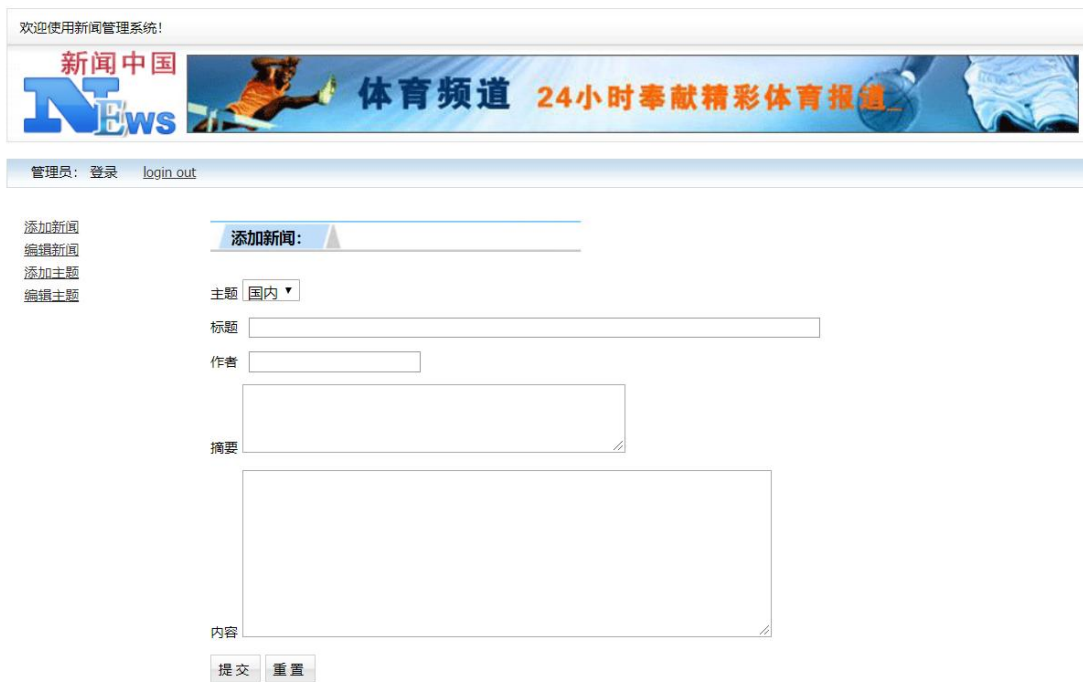 欢迎使用新闻管理系统!
新闻中国
NEWS
体育频道 24小时奉献精彩体育报道_
管理员： 登录 login out
添加新闻
编辑新闻
添加主题
编辑主题
添加新闻：
主题 国内
标题
作者
摘要
内容
提交 重置